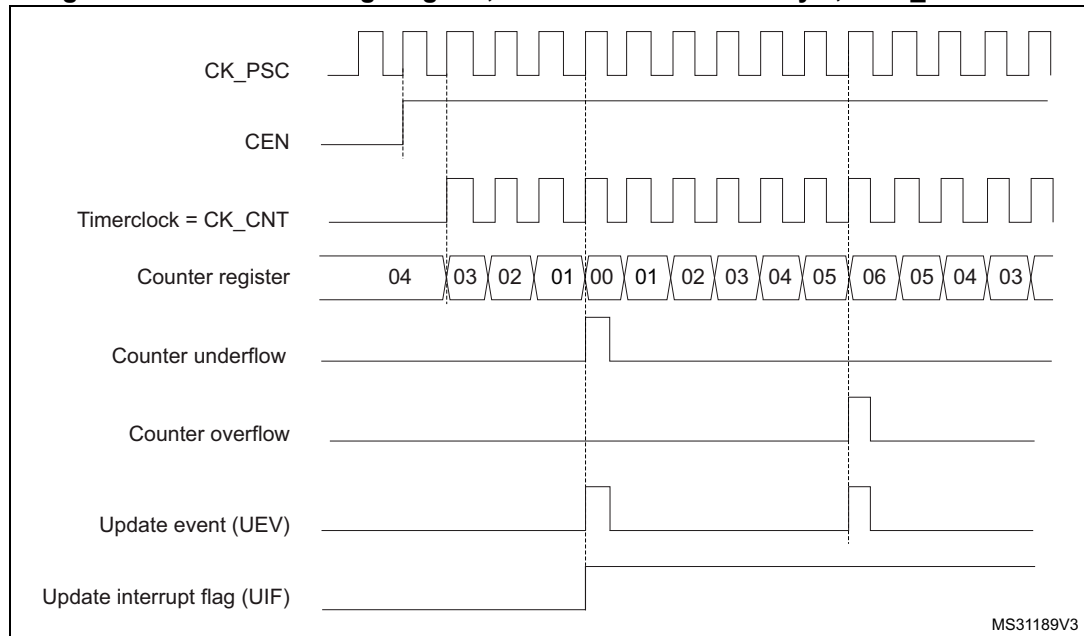 CK_PSC
CEN
Timerclock = CK_CNT
Counter register 04 03 02 01 00 01 02 03 04 05 06 05 04 03
Counter underflow
Counter overflow
Update event (UEV)
Update interrupt flag (UIF)
MS31189V3